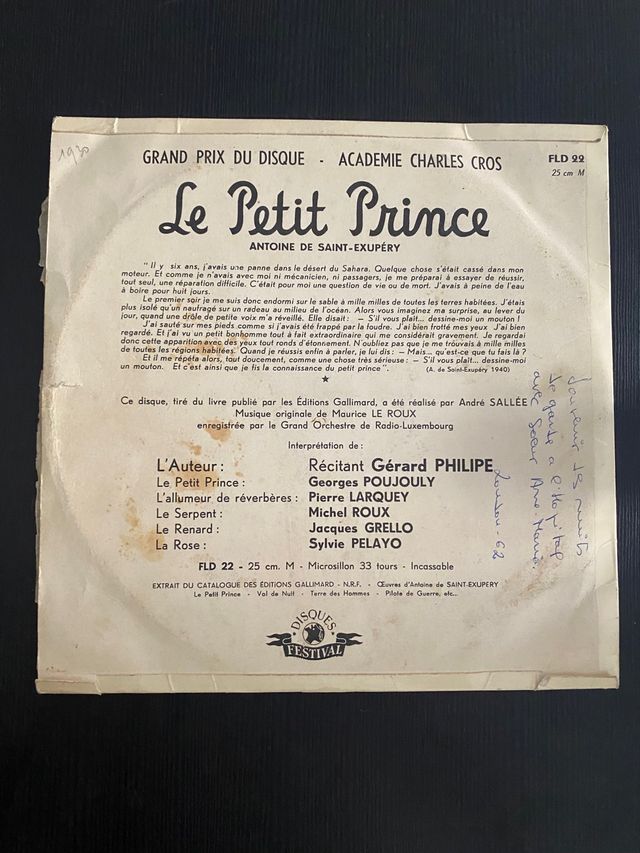 1930
GRAND PRIX DU DISQUE - ACADEMIE CHARLES CROS
FLD 22
25 cm M
Le Petit Prince
ANTOINE DE SAINT-EXUPÉRY
" Il y six ans, j'avais une panne dans le désert du Sahara. Quelque chose s'était cassé dans mon
moteur. Et comme je n'avais avec moi ni mécanicien, ni passagers, je me préparai à essayer de réussir,
tout seul, une réparation difficile. C'était pour moi une question de vie ou de mort. J'avais à peine de l'eau
à boire pour huit jours.
Le premier soir je me suis donc endormi sur le sable à mille milles de toutes les terres habitées. J'étais
plus isolé qu'un naufragé sur un radeau au milieu de l'océan. Alors vous imaginez ma surprise, au lever du
jour, quand une drôle de petite voix m'a réveillé. Elle disait : – S'il vous plaît... dessine-moi un mouton !
J'ai sauté sur mes pieds comme si j'avais été frappé par la foudre. J'ai bien frotté mes yeux J'ai bien
regardé. Et j'ai vu un petit bonhomme tout à fait extraordinaire qui me considérait gravement. Je regardai
donc cette apparition avec des yeux tout ronds d'étonnement. N'oubliez pas que je me trouvais à mille milles
de toutes les régions habitées. Quand je réussis enfin à parler, je lui dis : – Mais... qu'est-ce que tu fais là ?
Et il me répéta alors, tout doucement, comme une chose très sérieuse : – S'il vous plaît... dessine-moi
un mouton. Et c'est ainsi que je fis la connaissance du petit prince".
(A. de Saint-Exupéry 1940)
Ce disque, tiré du livre publié par les Éditions Gallimard, a été réalisé par André SALLÉE
Musique originale de Maurice LE ROUX
enregistrée par le Grand Orchestre de Radio-Luxembourg
Interprétation de :
L'Auteur : Récitant Gérard PHILIPE
Le Petit Prince : Georges POUJOULY
L'allumeur de réverbères : Pierre LARQUEY
Le Serpent : Michel ROUX
Le Renard : Jacques GRELLO
La Rose : Sylvie PELAYO
FLD 22 - 25 cm. M - Microsillon 33 tours - Incassable
EXTRAIT DU CATALOGUE DES ÉDITIONS GALLIMARD - N.R.F. - Œuvres d'Antoine de SAINT-EXUPERY
Le Petit Prince - Vol de Nuit - Terre des Hommes - Pilote de Guerre, etc...
DISQUES
FESTIVAL
Souvenir 13 nuits
de garde à l'Hôpital
avec Sœur Anne-Marie.
Loudun - 62